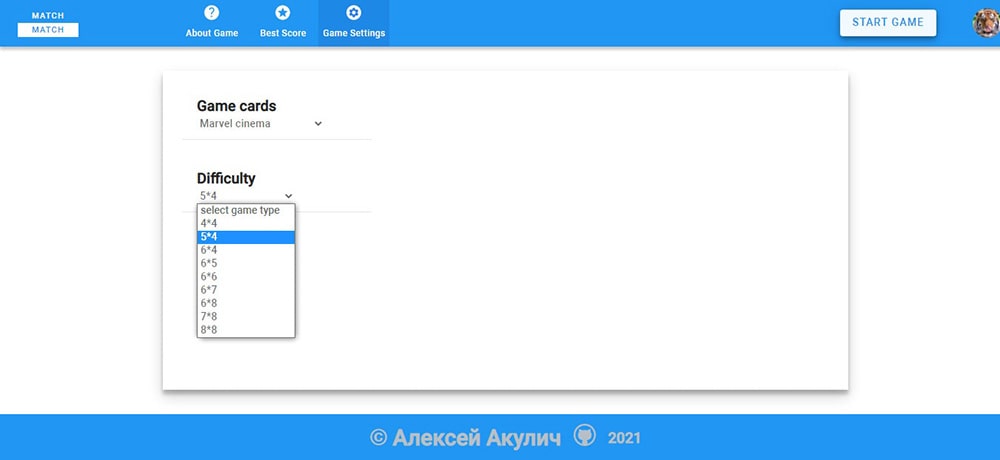 MATCH
MATCH
About Game
Best Score
Game Settings
START GAME
Game cards
Marvel cinema
Difficulty
5*4
select game type
4*4
5*4
6*4
6*5
6*6
6*7
6*8
7*8
8*8
© Алексей Акулич 2021